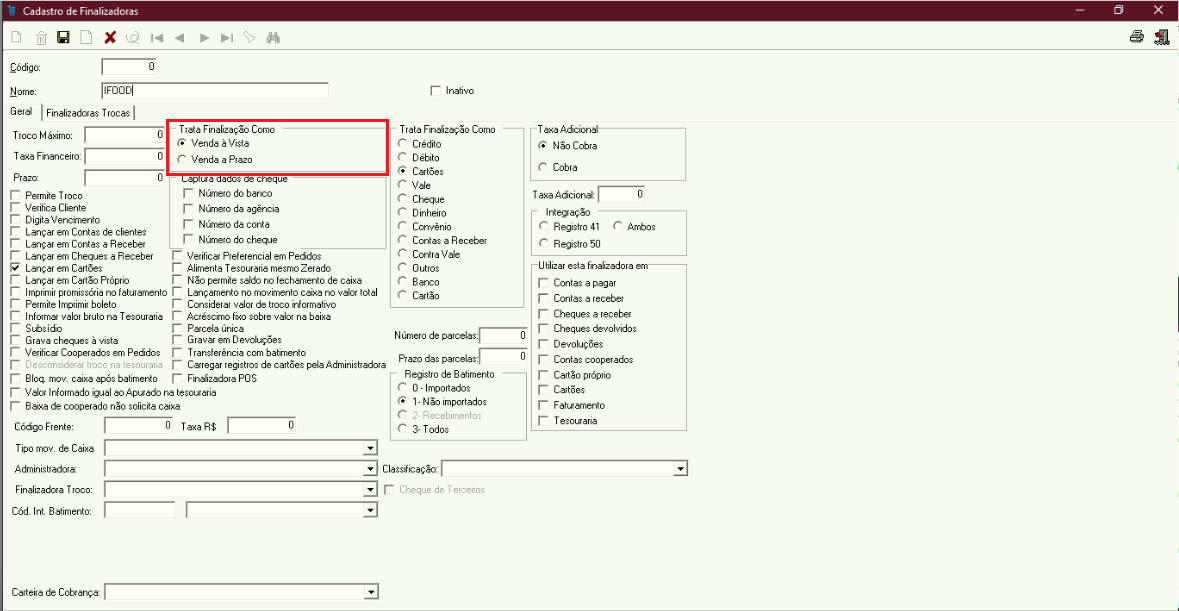 Cadastro de Finalizadoras
Código: 0
Nome: IFOOD
Inativo
Geral Finalizadoras Trocas
Troco Máximo: 0
Taxa Financeiro: 0
Prazo: 0
Permite Troco
Verifica Cliente
Digita Vencimento
Lançar em Contas de clientes
Lançar em Contas a Receber
Lançar em Cheques a Receber
Lançar em Cartões
Lançar em Cartão Próprio
Imprimir promissória no faturamento
Permite Imprimir boleto
Informar valor bruto na Tesouraria
Subsídio
Grava cheques à vista
Verificar Cooperados em Pedidos
Desconsiderar troco na tesouraria
Bloq. mov. caixa após batimento
Valor Informado igual ao Apurado na tesouraria
Baixa de cooperado não solicita caixa
Trata Finalização Como
Venda à Vista
Venda a Prazo
Captura dados de cheque
Número do banco
Número da agência
Número da conta
Número do cheque
Verificar Preferencial em Pedidos
Alimenta Tesouraria mesmo Zerado
Não permite saldo no fechamento de caixa
Lançamento no movimento caixa no valor total
Considerar valor de troco informativo
Acréscimo fixo sobre valor na baixa
Parcela única
Gravar em Devoluções
Transferência com batimento
Carregar registros de cartões pela Administradora
Finalizadora POS
Trata Finalização Como
Crédito
Débito
Cartões
Vale
Cheque
Dinheiro
Convênio
Contas a Receber
Contra Vale
Outros
Banco
Cartão
Número de parcelas: 0
Prazo das parcelas: 0
Registro de Batimento
0 - Importados
1- Não importados
2- Recebimentos
3- Todos
Taxa Adicional
Não Cobra
Cobra
Taxa Adicional: 0
Integração
Registro 41 Ambos
Registro 50
Utilizar esta finalizadora em
Contas a pagar
Contas a receber
Cheques a receber
Cheques devolvidos
Devoluções
Contas cooperados
Cartão próprio
Cartões
Faturamento
Tesouraria
Código Frente: 0 Taxa R$ 0
Tipo mov. de Caixa
Administradora: Classificação:
Finalizadora Troco: Cheque de Terceiros
Cód. Int. Batimento:
Carteira de Cobrança: